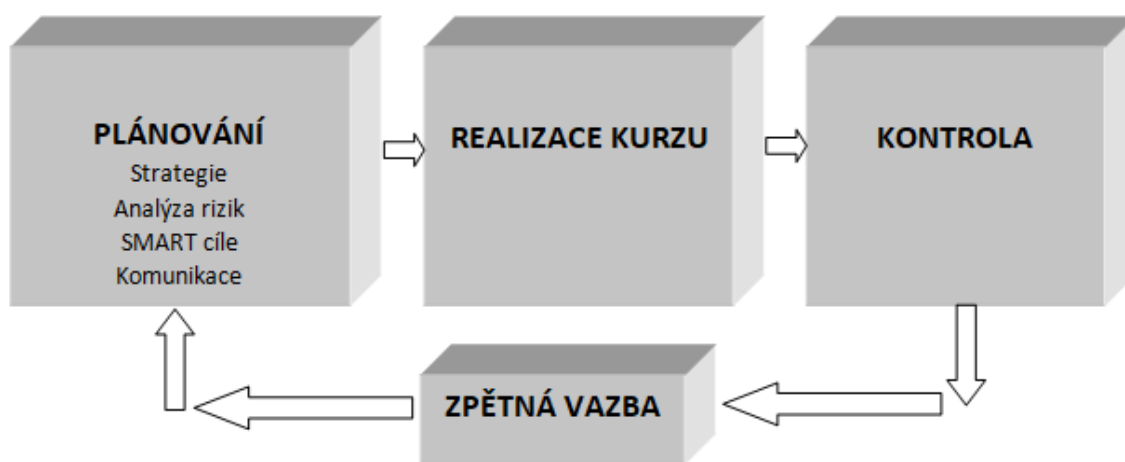 PLÁNOVÁNÍ
Strategie
Analýza rizik
SMART cíle
Komunikace
REALIZACE KURZU
KONTROLA
ZPĚTNÁ VAZBA